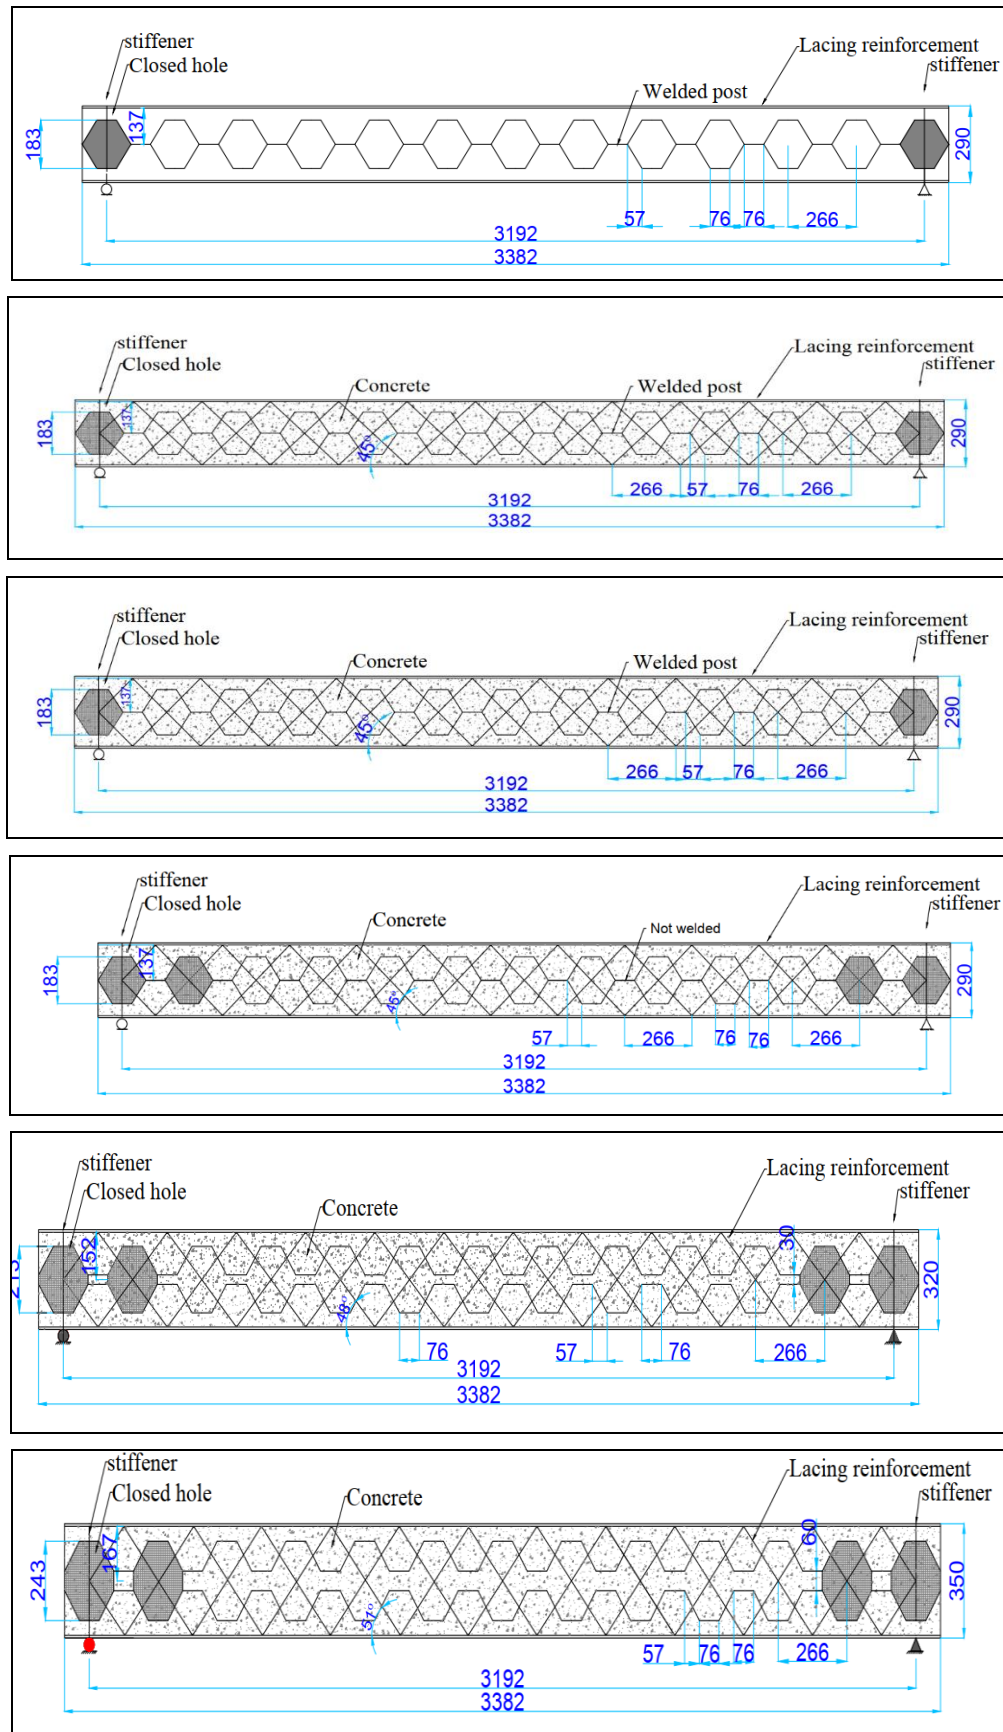 stiffener
Lacing reinforcement
Closed hole
stiffener
Welded post
183
137
290
57
76
76
266
3192
3382
stiffener
Lacing reinforcement
Closed hole
stiffener
Concrete
Welded post
183
137
45°
290
266
57
76
266
3192
3382
stiffener
Lacing reinforcement
Closed hole
stiffener
Concrete
Welded post
183
137
45°
290
266
57
76
266
3192
3382
stiffener
Lacing reinforcement
Closed hole
stiffener
Concrete
Not welded
183
137
45°
290
57
266
76
76
266
3192
3382
stiffener
Lacing reinforcement
Closed hole
stiffener
Concrete
213
152
30
48°
320
76
57
76
266
3192
3382
stiffener
Lacing reinforcement
Closed hole
stiffener
Concrete
243
167
60
51°
350
57
76
76
266
3192
3382